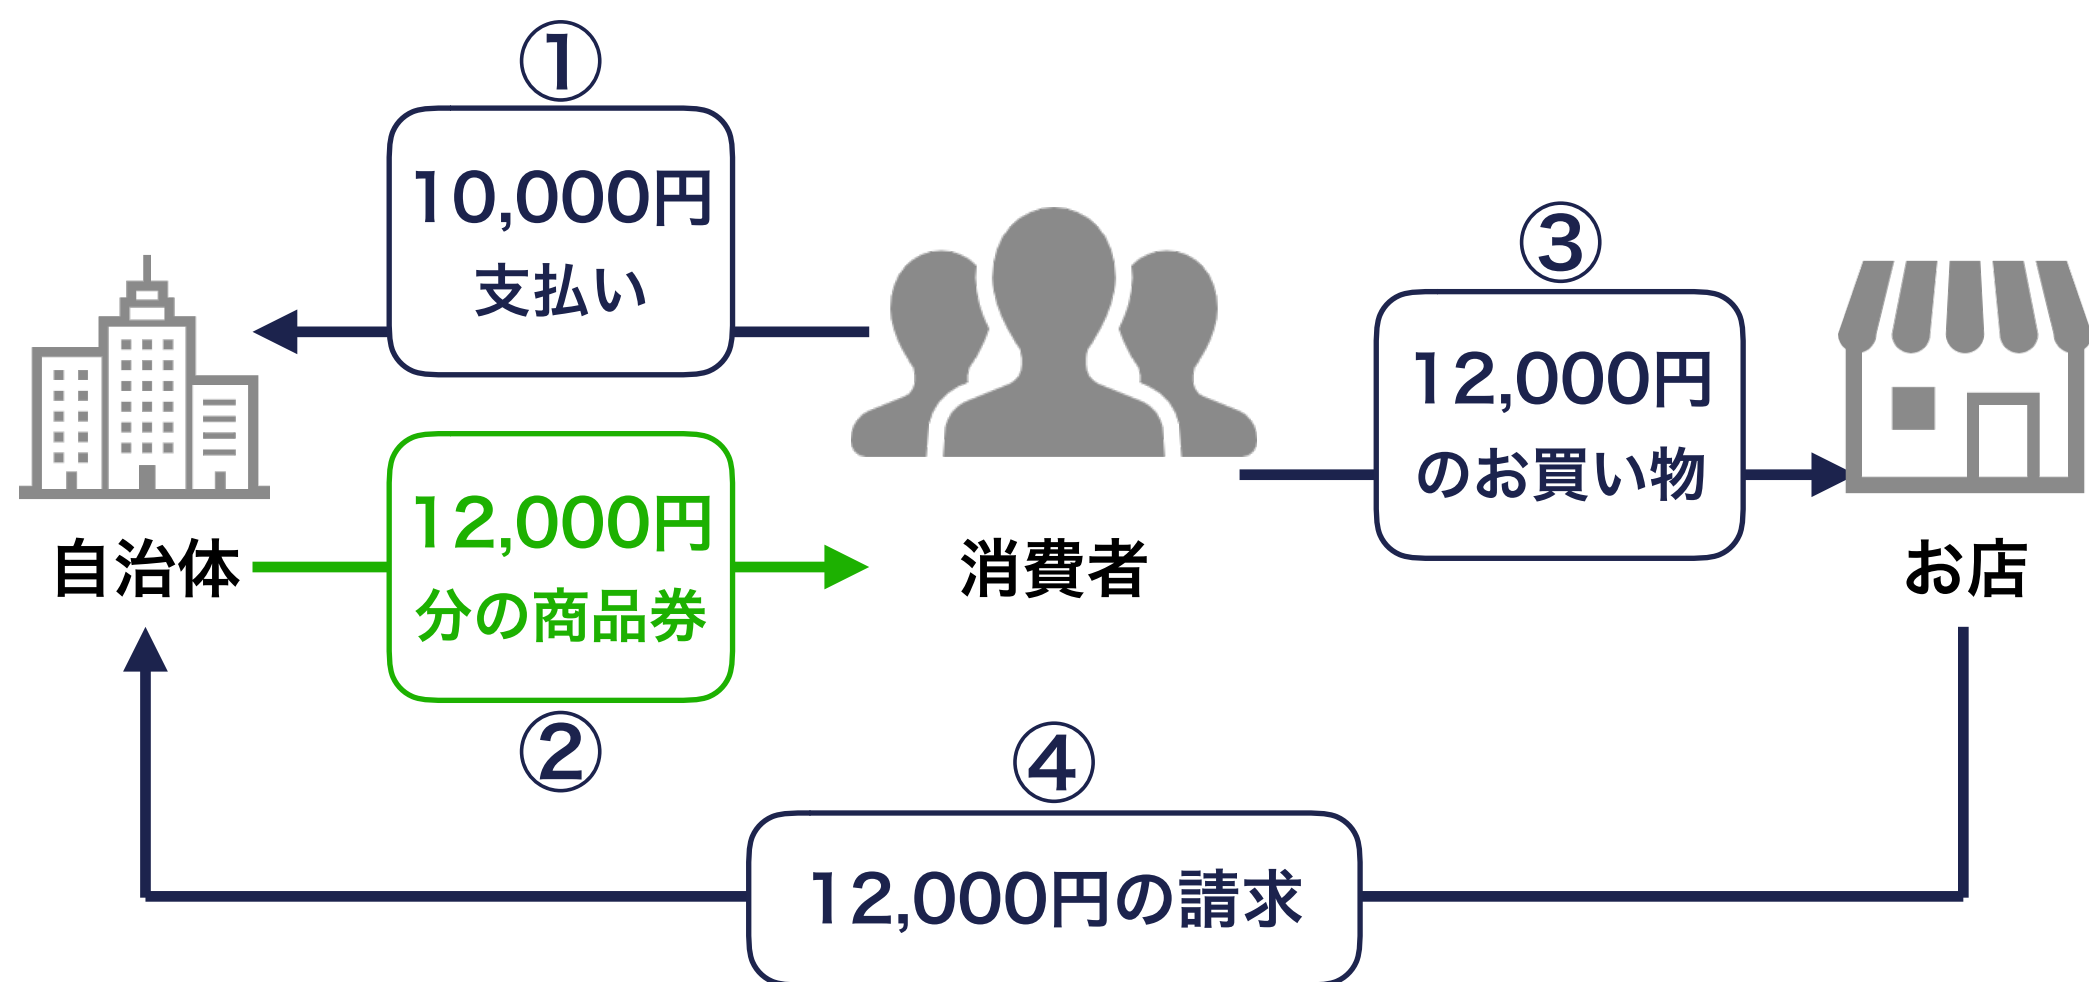 ①
10,000円
支払い
③
12,000円
のお買い物
12,000円
分の商品券
自治体
消費者
お店
②
④
12,000円の請求